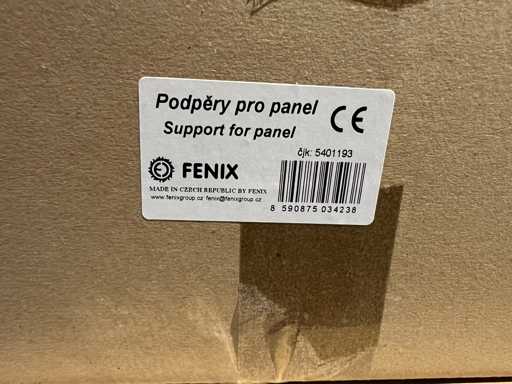 Podpěry pro panel
Support for panel
CE
čjk: 5401193
FENIX
MADE IN CZECH REPUBLIC BY FENIX
www.fenixgroup.cz fenix@fenixgroup.cz
8 590875 034238